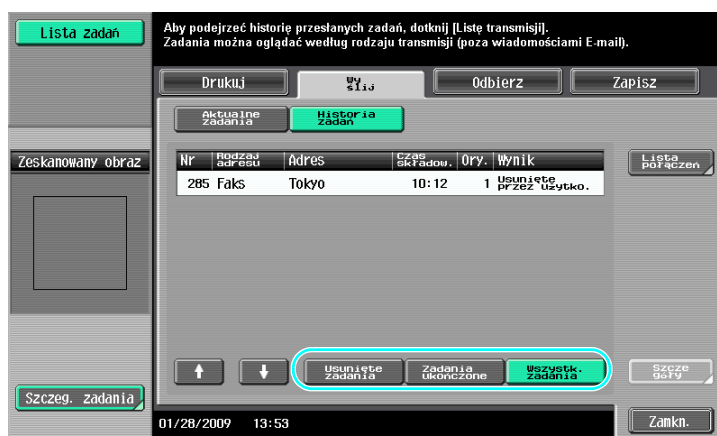 Lista zadań
Aby podejrzeć historię przesłanych zadań, dotknij [Listę transmisji].
Zadania można oglądać według rodzaju transmisji (poza wiadomościami E-mail).
Drukuj
Wy
ślij
Odbierz
Zapisz
Aktualne
zadania
Historia
zadań
Zeskanowany obraz
Nr Rodzaj adresu Adres Czas składow. Ory. Wynik
285 Faks Tokyo 10:12 1 Usunięte przez użytko.
Lista
połączeń
Usunięte
zadania
Zadania
ukończone
Wszystk.
zadania
Szcze
góły
Szczeg. zadania
01/28/2009 13:53
Zamkn.